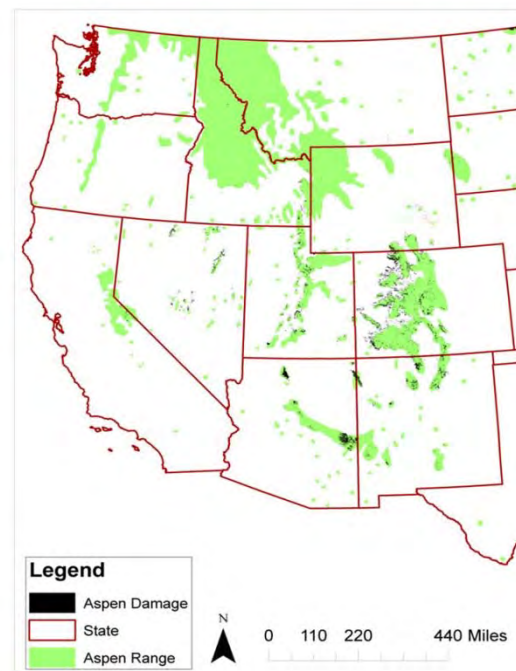 Legend
Aspen Damage
State
Aspen Range
N
0 110 220 440 Miles